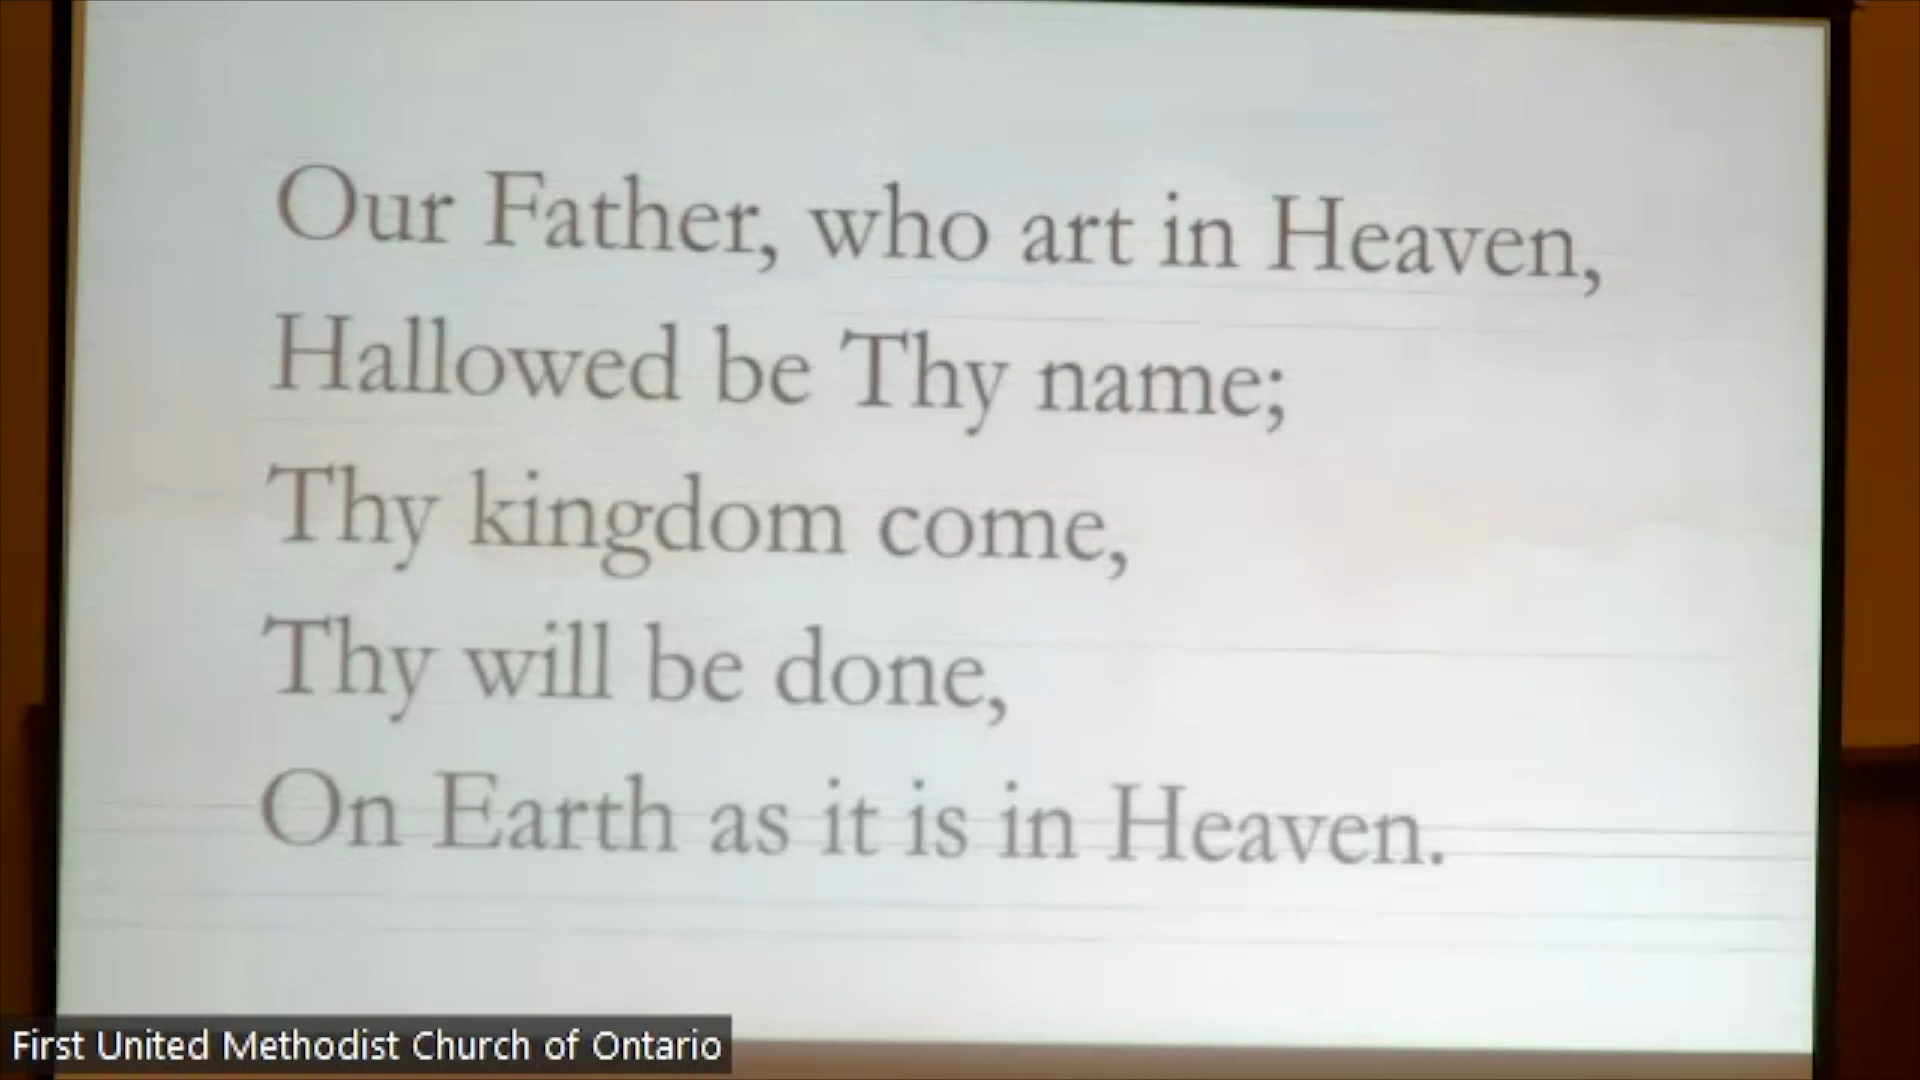 Our Father, who art in Heaven,
Hallowed be Thy name;
Thy kingdom come,
Thy will be done,
On Earth as it is in Heaven.
First United Methodist Church of Ontario